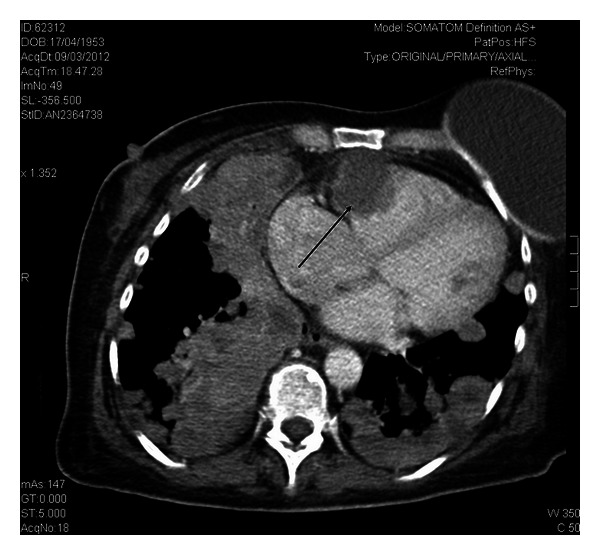 ID 62312
DOB:17/04/1953
AcqDt:09/03/2012
AcqTm:18:47:28
ImNo:49
SL -356.500
StID:AN2364738
Model:SOMATOM Definition AS+
PatPos:HFS
Type:ORIGINAL/PRIMARY/AXIAL...
RefPhys:
x 1.352
R
mAs:147
GT:0.000
ST:5.000
AcqNo:18
W 350
C 50